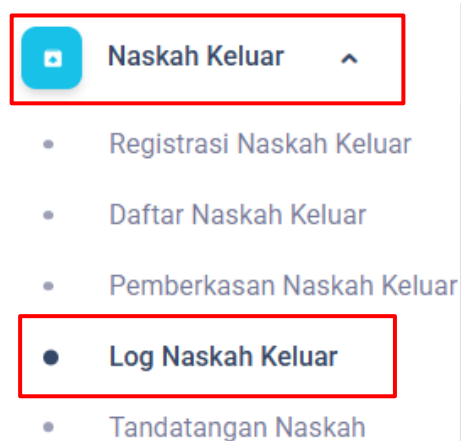 Naskah Keluar
Registrasi Naskah Keluar
Daftar Naskah Keluar
Pemberkasan Naskah Keluar
Log Naskah Keluar
Tandatangan Naskah